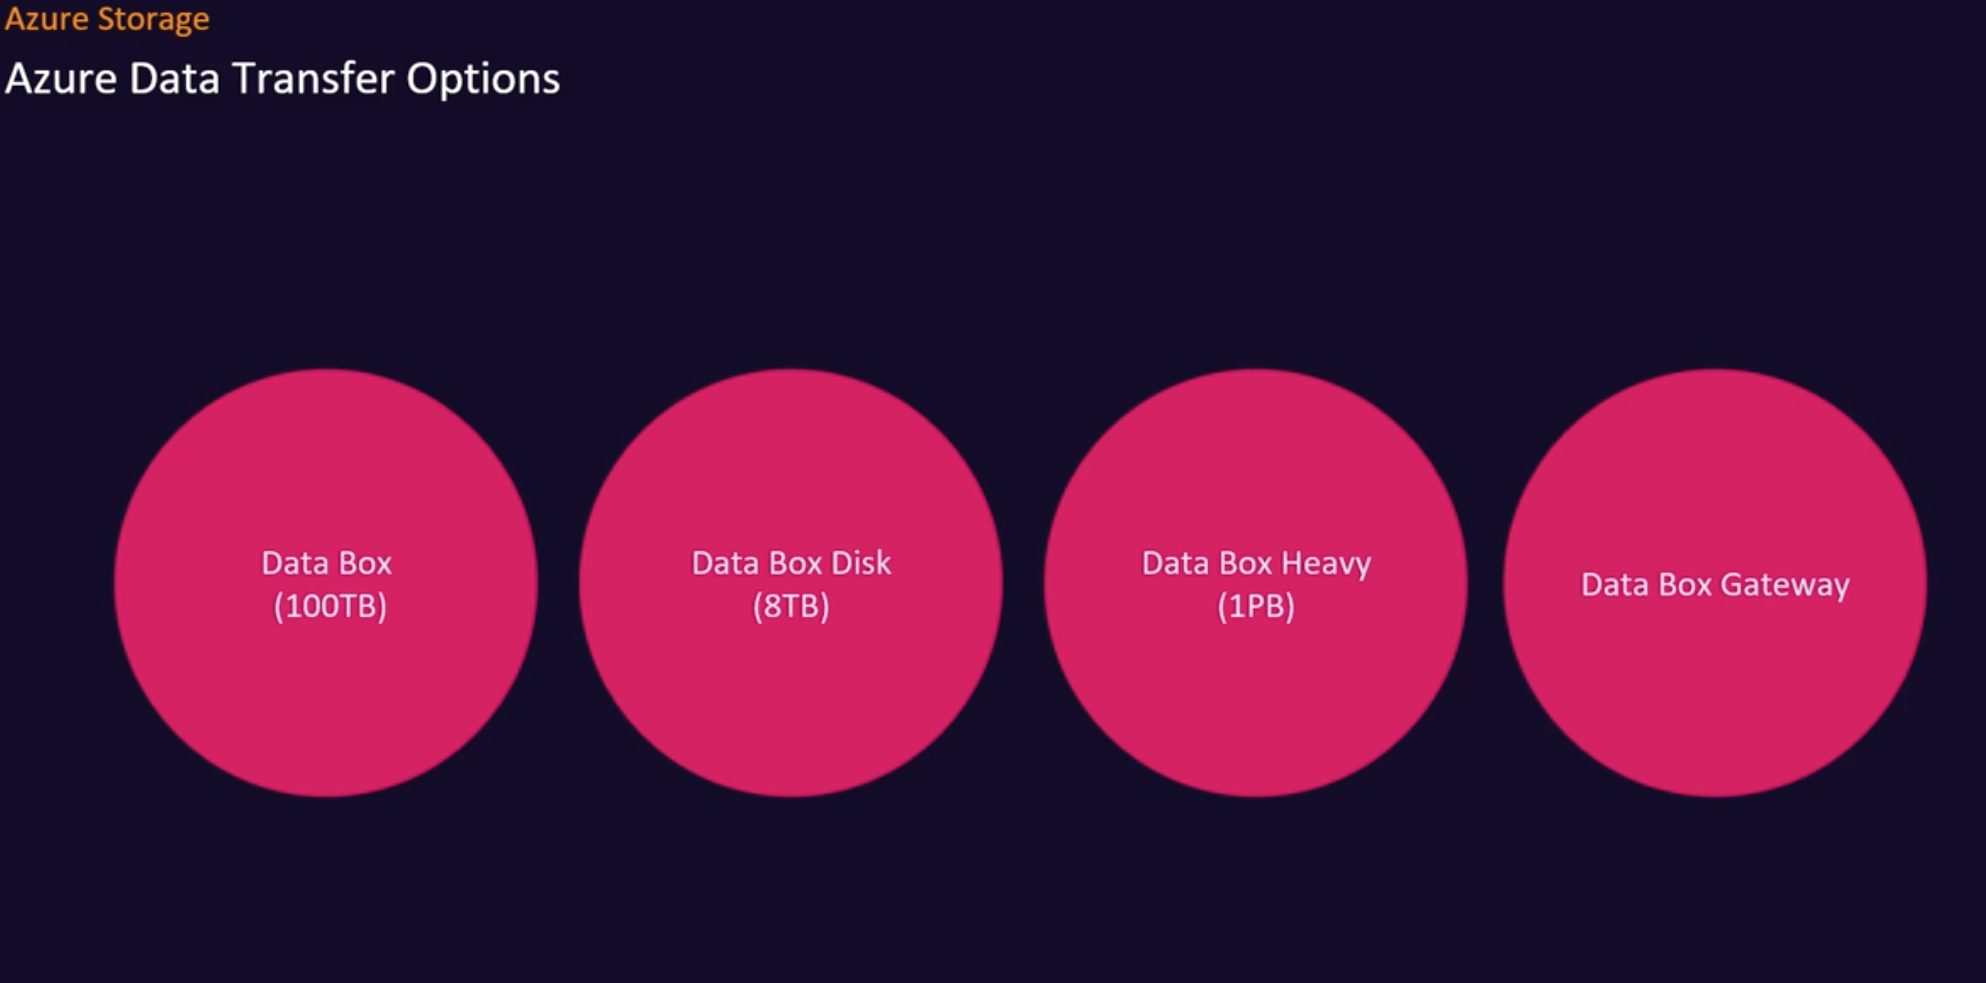 Azure Storage
Azure Data Transfer Options
Data Box
(100TB)
Data Box Disk
(8TB)
Data Box Heavy
(1PB)
Data Box Gateway